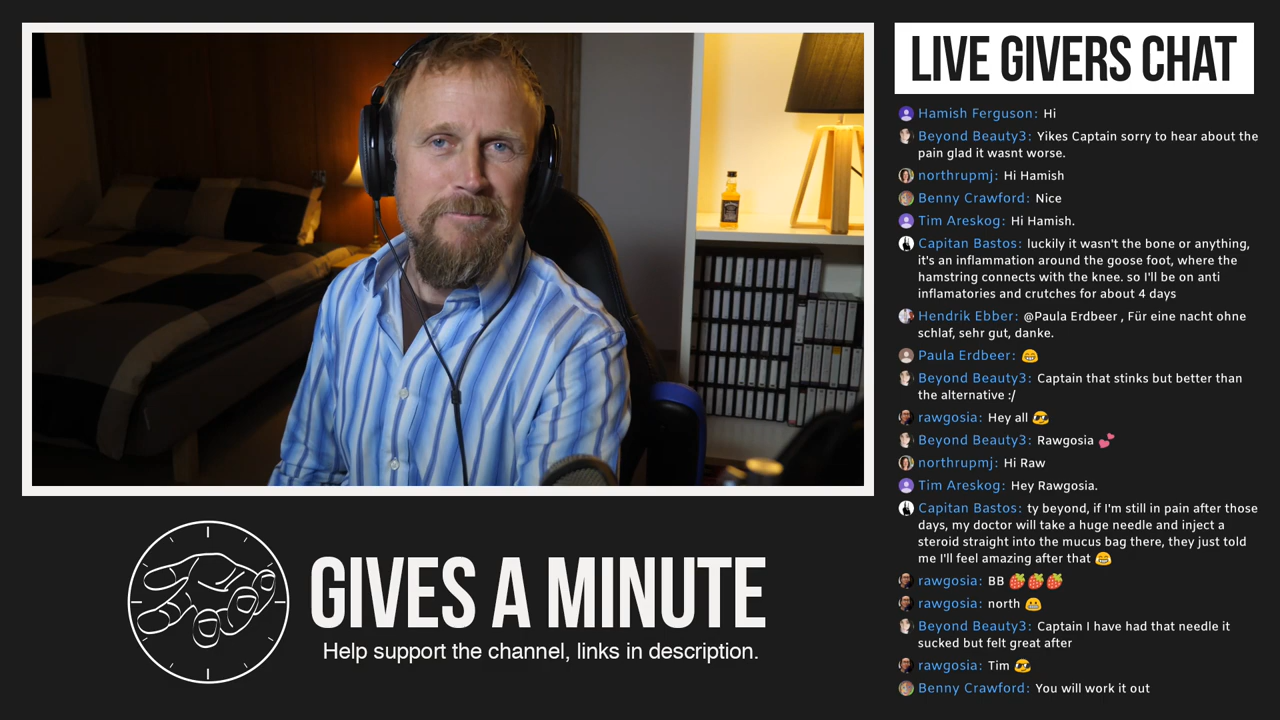 LIVE GIVERS CHAT
Hamish Ferguson: Hi
Beyond Beauty3: Yikes Captain sorry to hear about the
pain glad it wasnt worse.
northrupmj: Hi Hamish
Benny Crawford: Nice
Tim Areskog: Hi Hamish.
Capitan Bastos: luckily it wasn't the bone or anything,
it's an inflammation around the goose foot, where the
hamstring connects with the knee. so I'll be on anti
inflamatories and crutches for about 4 days
Hendrik Ebber: @Paula Erdbeer , Für eine nacht ohne
schlaf, sehr gut, danke.
Paula Erdbeer: 😁
Beyond Beauty3: Captain that stinks but better than
the alternative :/
rawgosia: Hey all 😎
Beyond Beauty3: Rawgosia 💕
northrupmj: Hi Raw
Tim Areskog: Hey Rawgosia.
Capitan Bastos: ty beyond, if I'm still in pain after those
days, my doctor will take a huge needle and inject a
steroid straight into the mucus bag there, they just told
me I'll feel amazing after that 😂
rawgosia: BB 🍓🍓🍓
rawgosia: north 😬
Beyond Beauty3: Captain I have had that needle it
sucked but felt great after
rawgosia: Tim 😎
Benny Crawford: You will work it out
GIVES A MINUTE
Help support the channel, links in description.